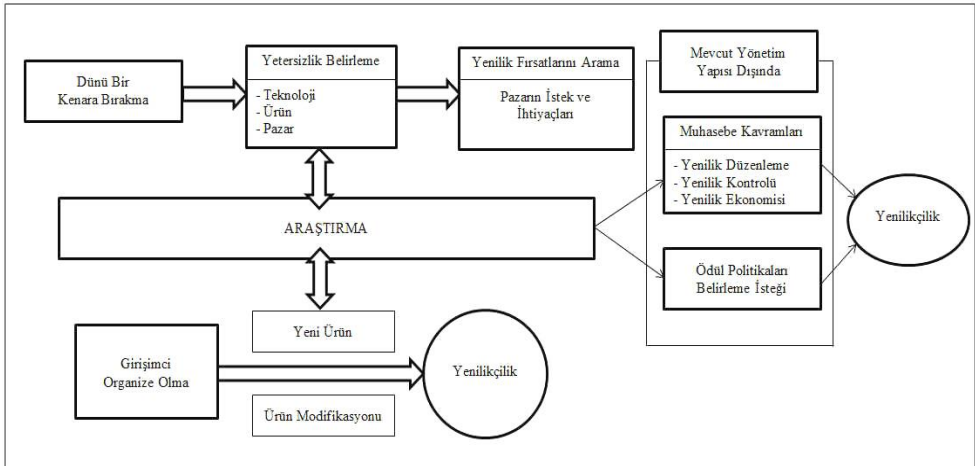 Dünü Bir
Kenara Bırakma
Yetersizlik Belirleme
- Teknoloji
- Ürün
- Pazar
Yenilik Fırsatlarını Arama
Pazarın İstek ve
İhtiyaçları
Mevcut Yönetim
Yapısı Dışında
Muhasebe Kavramları
- Yenilik Düzenleme
- Yenilik Kontrolü
- Yenilik Ekonomisi
Yenilikçilik
ARAŞTIRMA
Ödül Politikaları
Belirleme İsteği
Yeni Ürün
Girişimci
Organize Olma
Yenilikçilik
Ürün Modifikasyonu